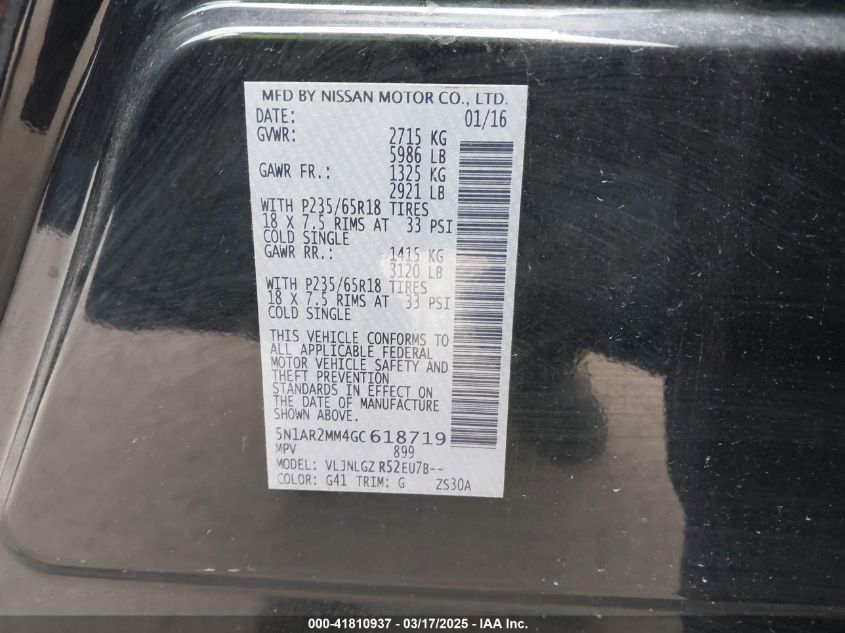 MFD BY NISSAN MOTOR CO., LTD.
DATE: 01/16
GVWR: 2715 KG
5986 LB
GAWR FR.: 1325 KG
2921 LB
WITH P235/65R18 TIRES
18 X 7.5 RIMS AT 33 PSI
COLD SINGLE
GAWR RR.: 1415 KG
3120 LB
WITH P235/65R18 TIRES
18 X 7.5 RIMS AT 33 PSI
COLD SINGLE
THIS VEHICLE CONFORMS TO
ALL APPLICABLE FEDERAL
MOTOR VEHICLE SAFETY AND
THEFT PREVENTION
STANDARDS IN EFFECT ON
THE DATE OF MANUFACTURE
SHOWN ABOVE.
5N1AR2MM4GC618719
MPV 899
MODEL: VLJNLGZ R52EU7B--
COLOR: G41 TRIM: G ZS30A
000-41810937 - 03/17/2025 - IAA Inc.